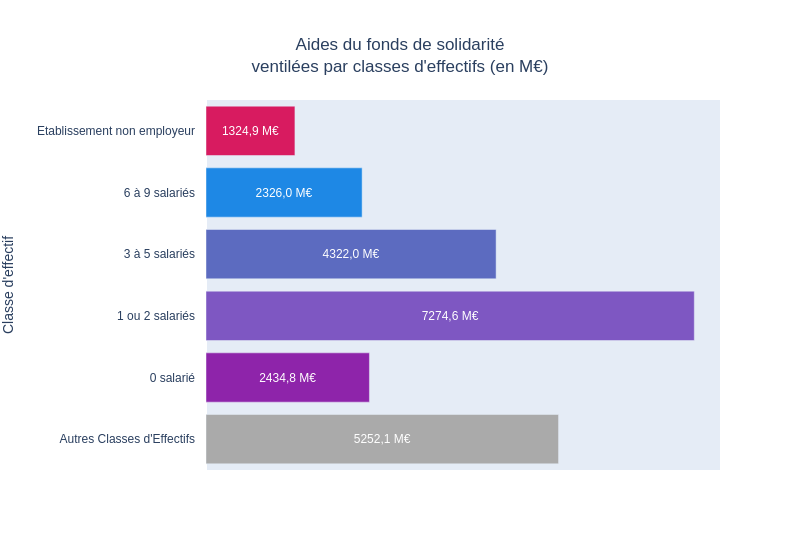 Aides du fonds de solidarité
ventilées par classes d'effectifs (en M€)
Classe d'effectif
Etablissement non employeur
1324,9 M€
6 à 9 salariés
2326,0 M€
3 à 5 salariés
4322,0 M€
1 ou 2 salariés
7274,6 M€
0 salarié
2434,8 M€
Autres Classes d'Effectifs
5252,1 M€